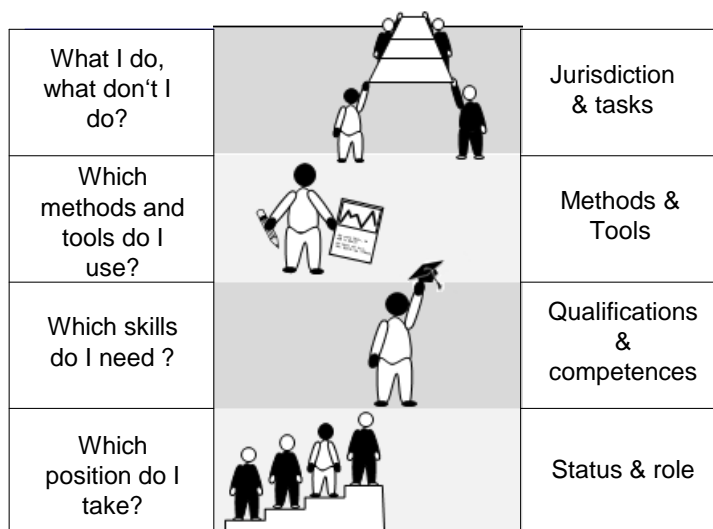 What I do,
what don‘t I
do?
Jurisdiction
& tasks
Which
methods and
tools do I
use?
Methods &
Tools
Which skills
do I need ?
Qualifications
&
competences
Which
position do I
take?
Status & role